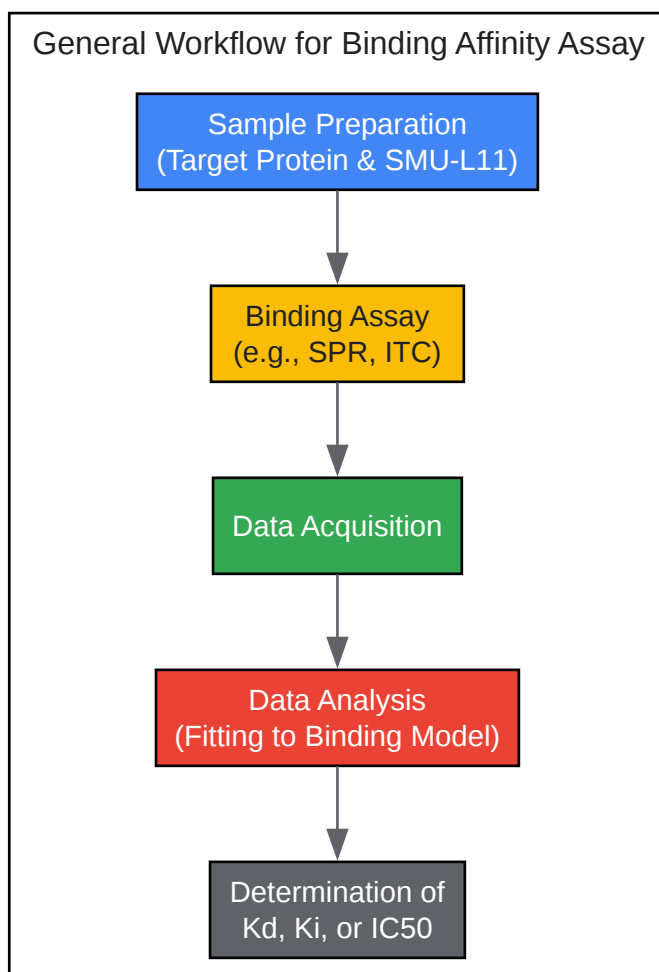 General Workflow for Binding Affinity Assay
Sample Preparation
(Target Protein & SMU-L11)
Binding Assay
(e.g., SPR, ITC)
Data Acquisition
Data Analysis
(Fitting to Binding Model)
Determination of
Kd, Ki, or IC50